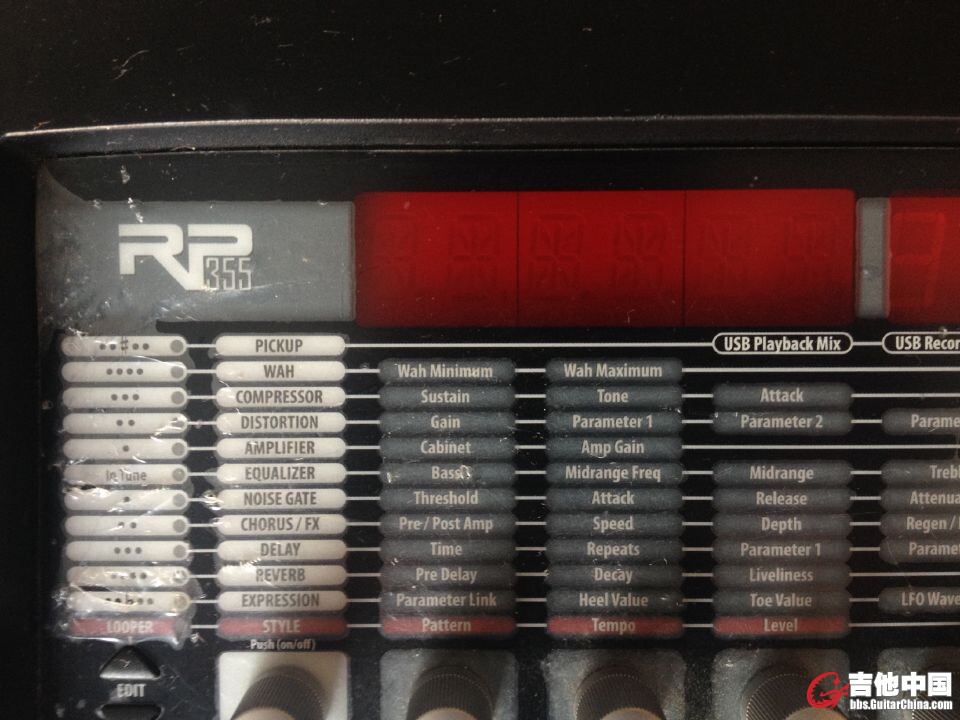 RP355
PICKUP USB Playback Mix USB Recor
WAH Wah Minimum Wah Maximum
COMPRESSOR Sustain Tone Attack
DISTORTION Gain Parameter 1 Parameter 2 Parame
AMPLIFIER Cabinet Amp Gain
In Tune EQUALIZER Bass Midrange Freq Midrange Treb
NOISE GATE Threshold Attack Release Attenua
CHORUS / FX Pre / Post Amp Speed Depth Regen /
DELAY Time Repeats Parameter 1 Paramet
REVERB Pre Delay Decay Liveliness
EXPRESSION Parameter Link Heel Value Toe Value LFO Wave
LOOPER STYLE Pattern Tempo Level
Push (on/off)
EDIT
吉他中国
bbs.GuitarChina.com